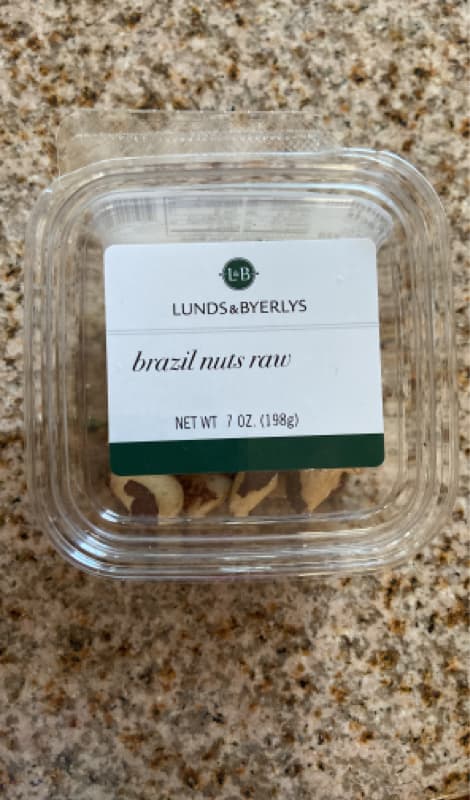 L&B
LUNDS&BYERLYS
brazil nuts raw
NET WT 7 OZ. (198g)